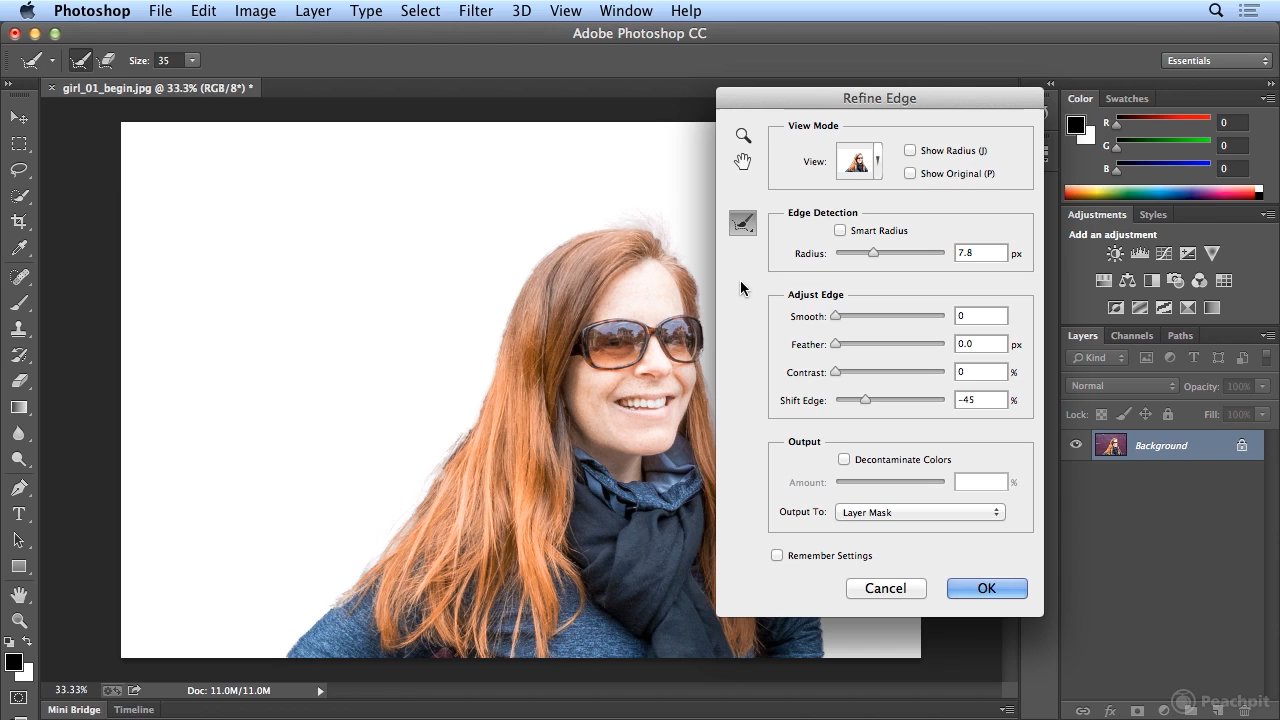 Photoshop File Edit Image Layer Type Select Filter 3D View Window Help
Adobe Photoshop CC
Size: 35
Essentials
× girl_01_begin.jpg @ 33.3% (RGB/8*) *
Refine Edge
View Mode
View:
Show Radius (J)
Show Original (P)
Edge Detection
Smart Radius
Radius: 7.8 px
Adjust Edge
Smooth: 0
Feather: 0.0 px
Contrast: 0 %
Shift Edge: -45 %
Output
Decontaminate Colors
Amount: %
Output To: Layer Mask
Remember Settings
Cancel OK
Color Swatches
R 0
G 0
B 0
Adjustments Styles
Add an adjustment
Layers Channels Paths
Kind
Normal Opacity: 100%
Lock: Fill: 100%
Background
33.33% Doc: 11.0M/11.0M
Mini Bridge Timeline
Peachpit